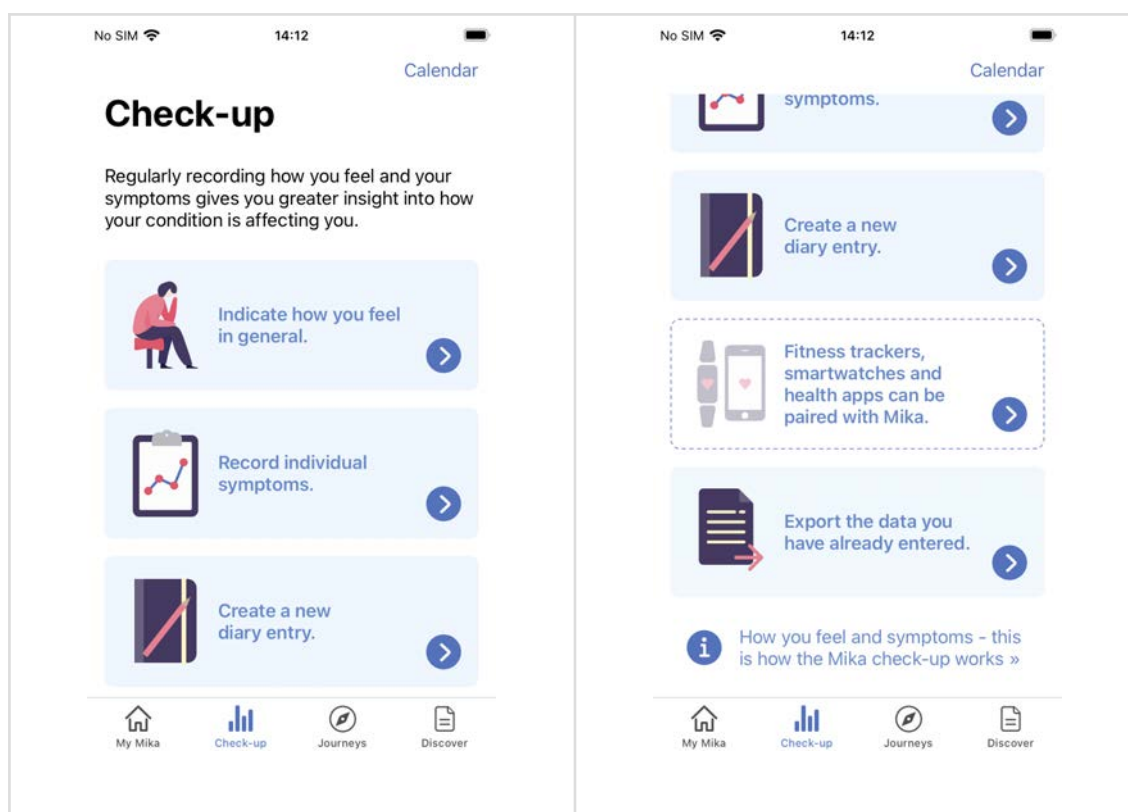 No SIM 14:12
Calendar
Check-up
Regularly recording how you feel and your
symptoms gives you greater insight into how
your condition is affecting you.
Indicate how you feel
in general.
Record individual
symptoms.
Create a new
diary entry.
My Mika Check-up Journeys Discover
No SIM 14:12
Calendar
symptoms.
Create a new
diary entry.
Fitness trackers,
smartwatches and
health apps can be
paired with Mika.
Export the data you
have already entered.
How you feel and symptoms - this
is how the Mika check-up works »
My Mika Check-up Journeys Discover